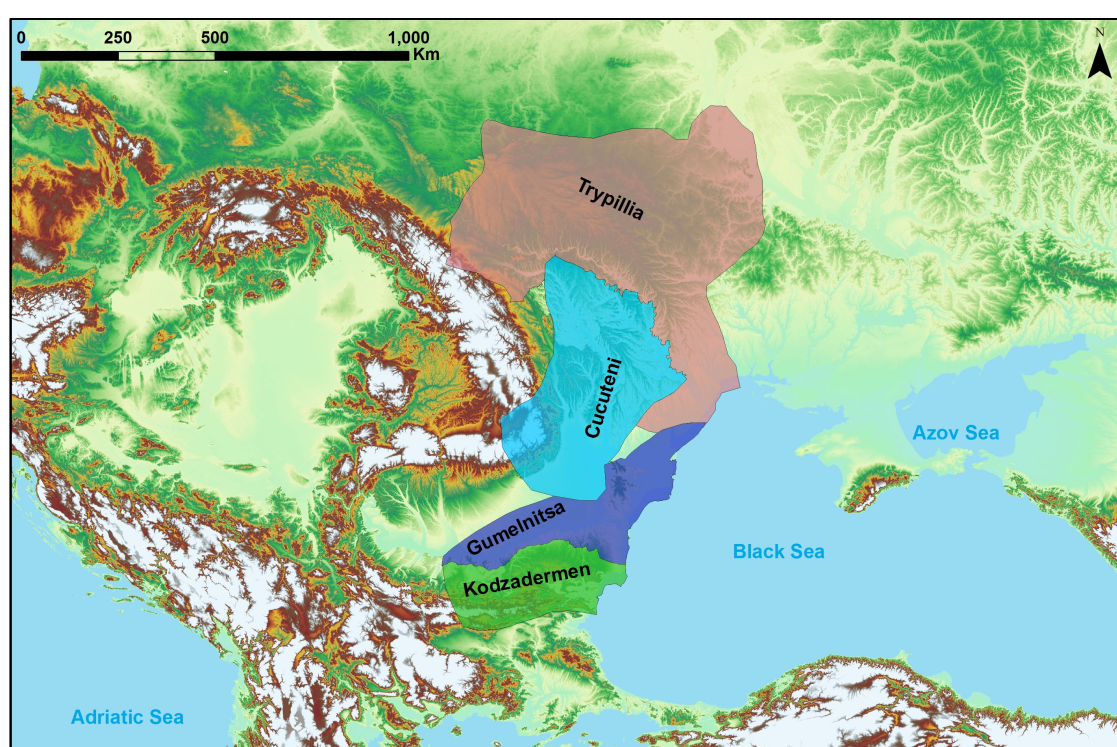 0 250 500 1,000
Km
N
Trypillia
Cucuteni
Azov Sea
Gumelnitsa
Black Sea
Kodzadermen
Adriatic Sea